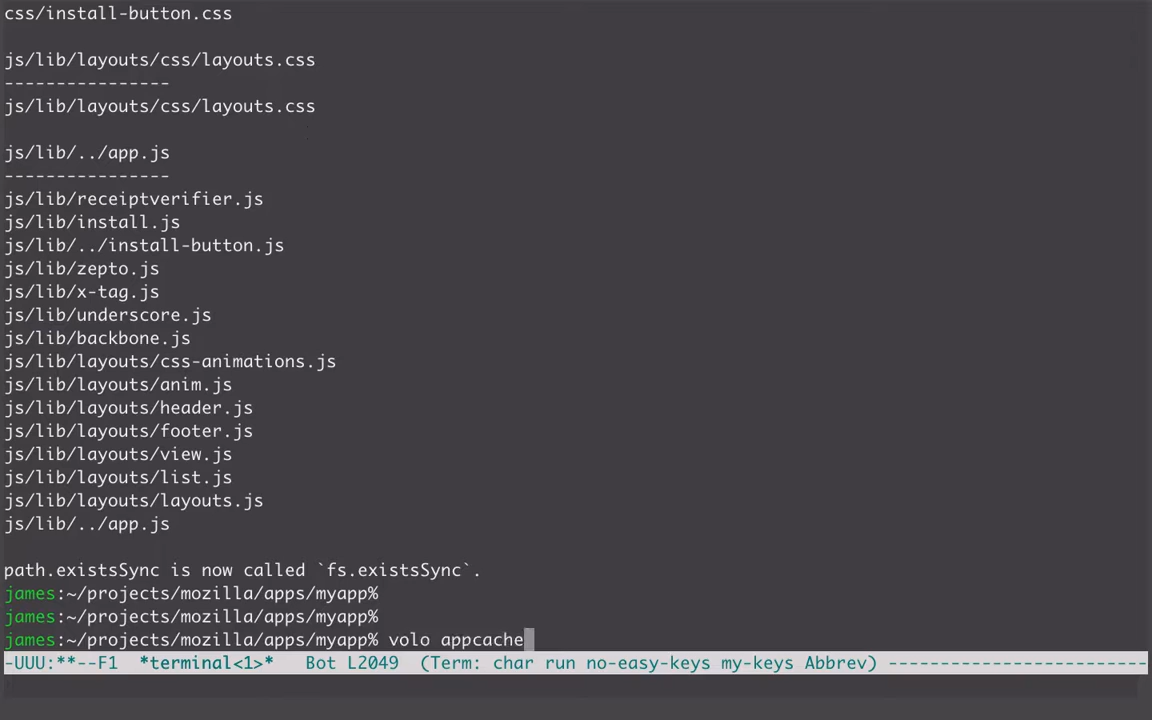 css/install-button.css
js/lib/layouts/css/layouts.css
----------------
js/lib/layouts/css/layouts.css
js/lib/../app.js
----------------
js/lib/receiptverifier.js
js/lib/install.js
js/lib/../install-button.js
js/lib/zepto.js
js/lib/x-tag.js
js/lib/underscore.js
js/lib/backbone.js
js/lib/layouts/css-animations.js
js/lib/layouts/anim.js
js/lib/layouts/header.js
js/lib/layouts/footer.js
js/lib/layouts/view.js
js/lib/layouts/list.js
js/lib/layouts/layouts.js
js/lib/../app.js
path.existsSync is now called `fs.existsSync`.
james:~/projects/mozilla/apps/myapp%
james:~/projects/mozilla/apps/myapp%
james:~/projects/mozilla/apps/myapp% volo appcache
-UUU:**--F1  *terminal<1>*   Bot L2049  (Term: char run no-easy-keys my-keys Abbrev) -------------------------